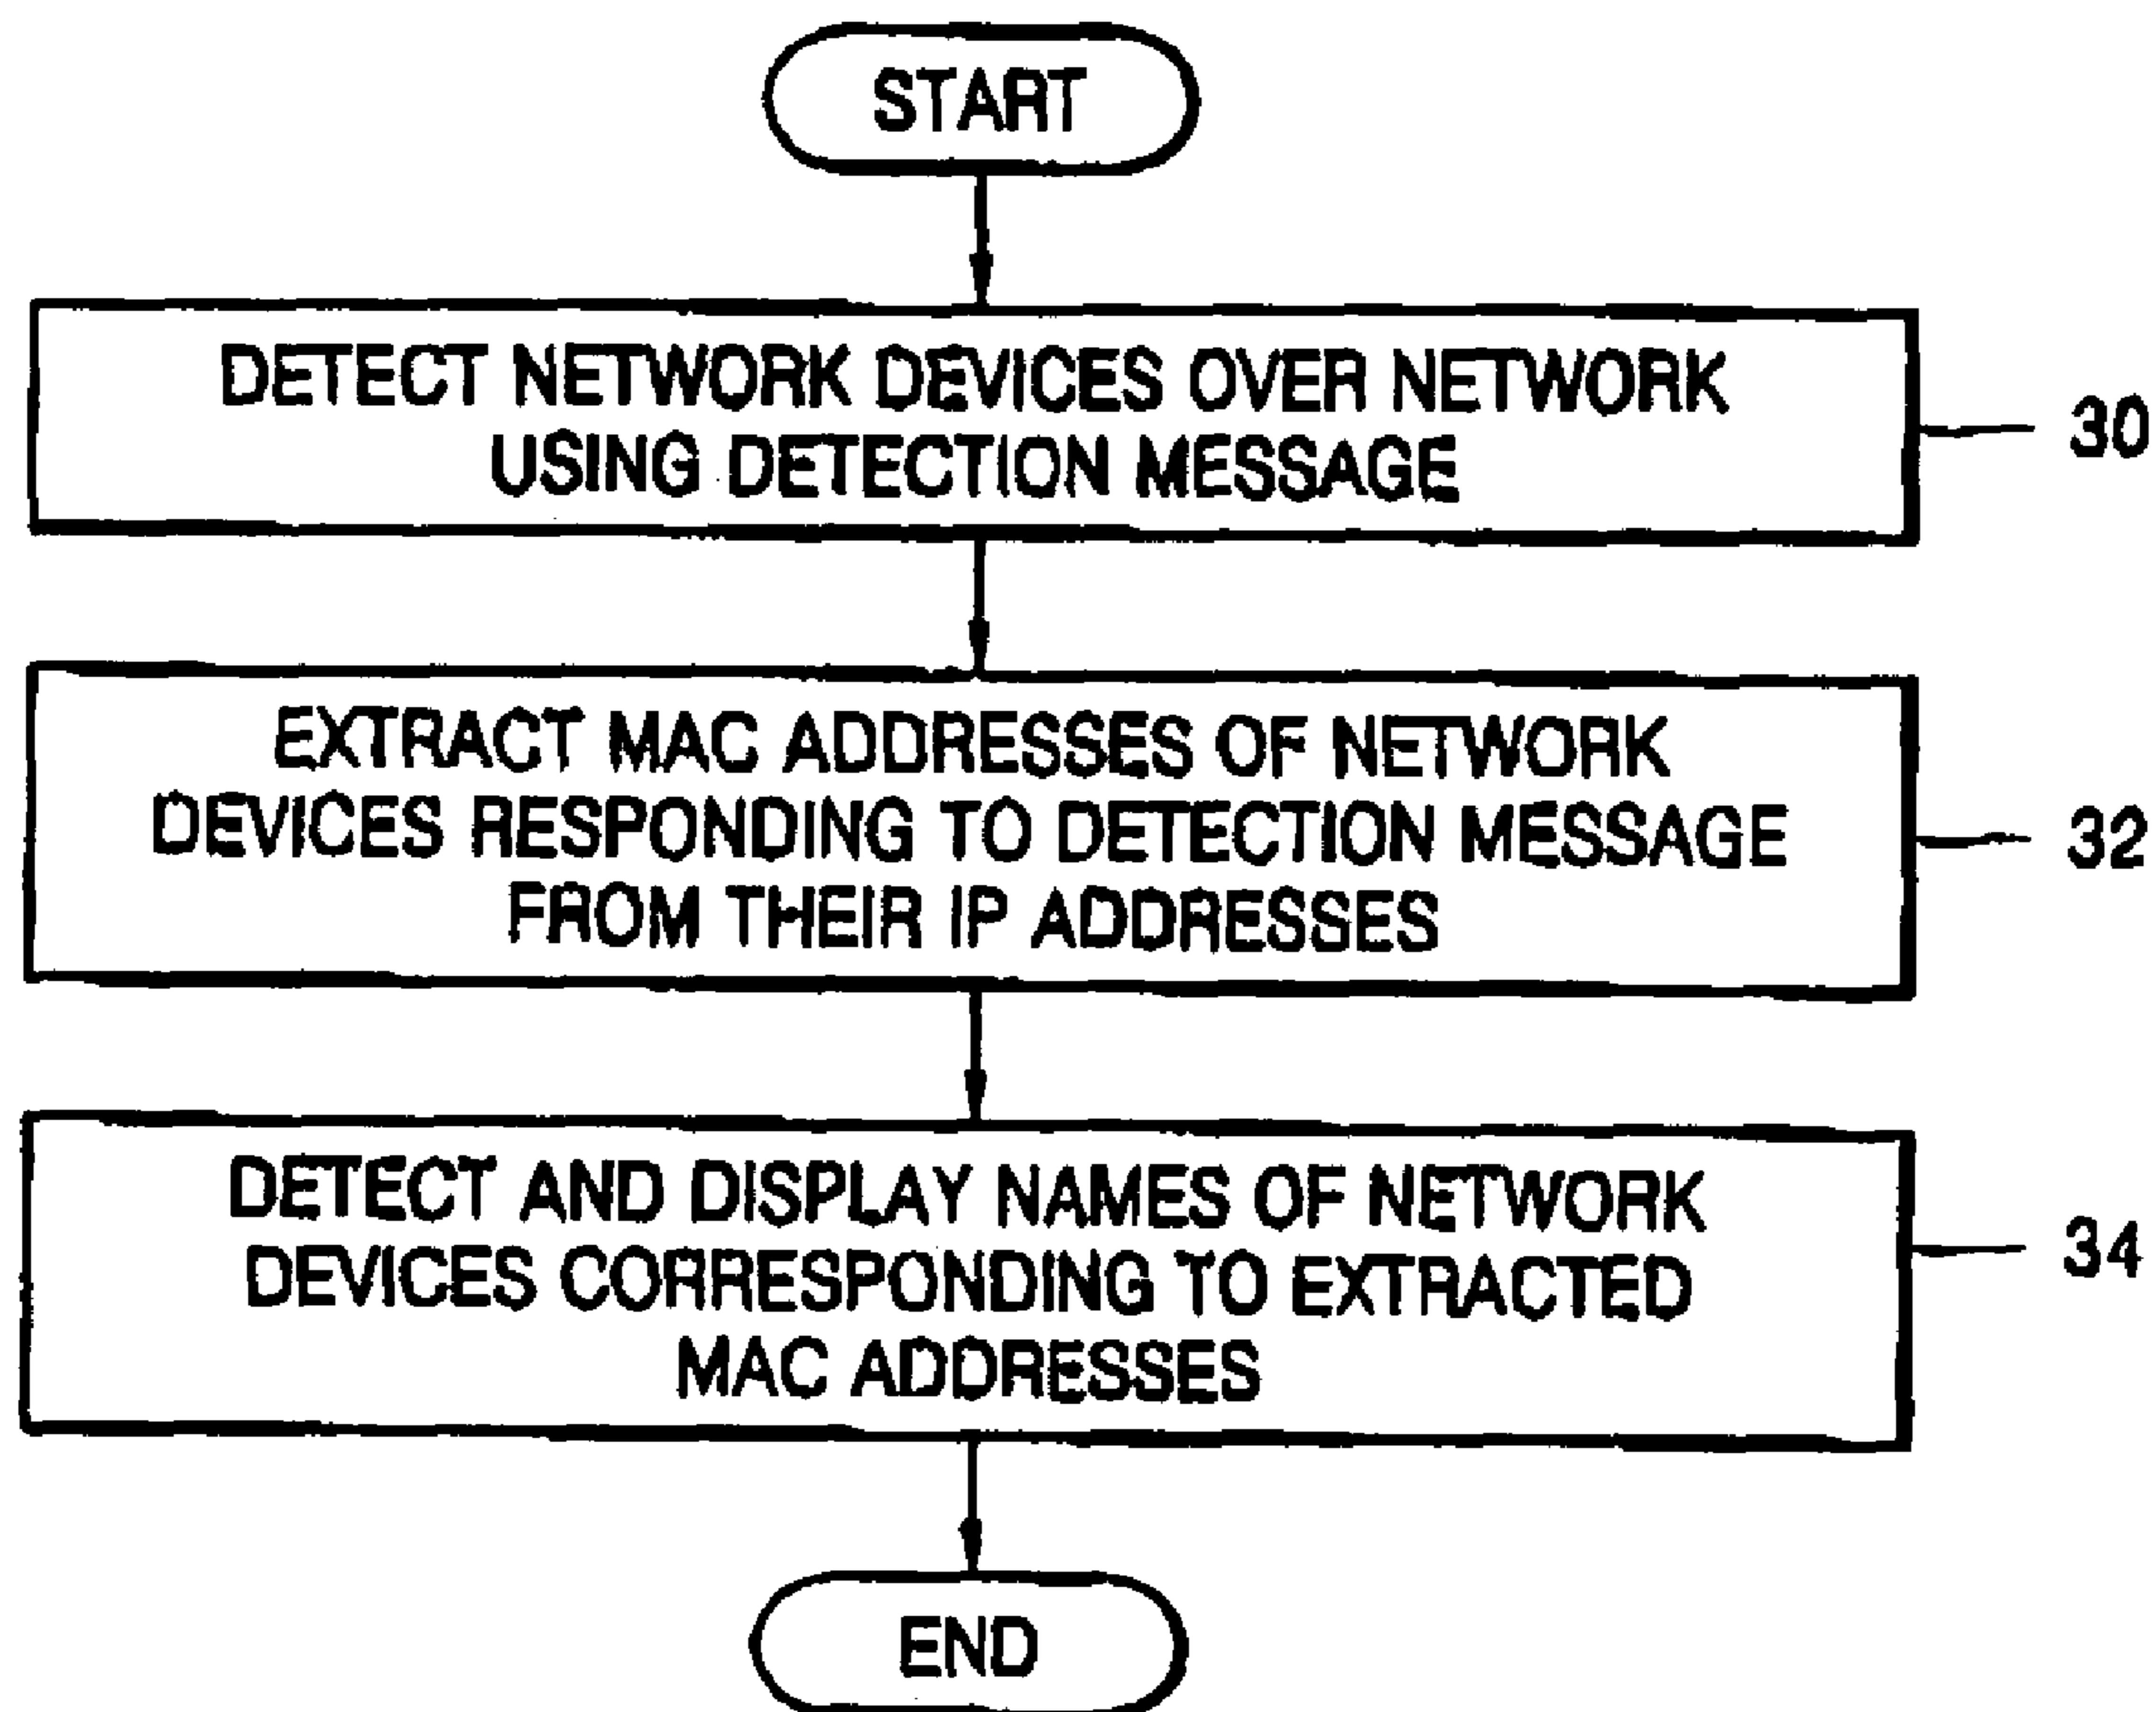 START
DETECT NETWORK DEVICES OVER NETWORK
USING DETECTION MESSAGE
30
EXTRACT MAC ADDRESSES OF NETWORK
DEVICES RESPONDING TO DETECTION MESSAGE
FROM THEIR IP ADDRESSES
32
DETECT AND DISPLAY NAMES OF NETWORK
DEVICES CORRESPONDING TO EXTRACTED
MAC ADDRESSES
34
END